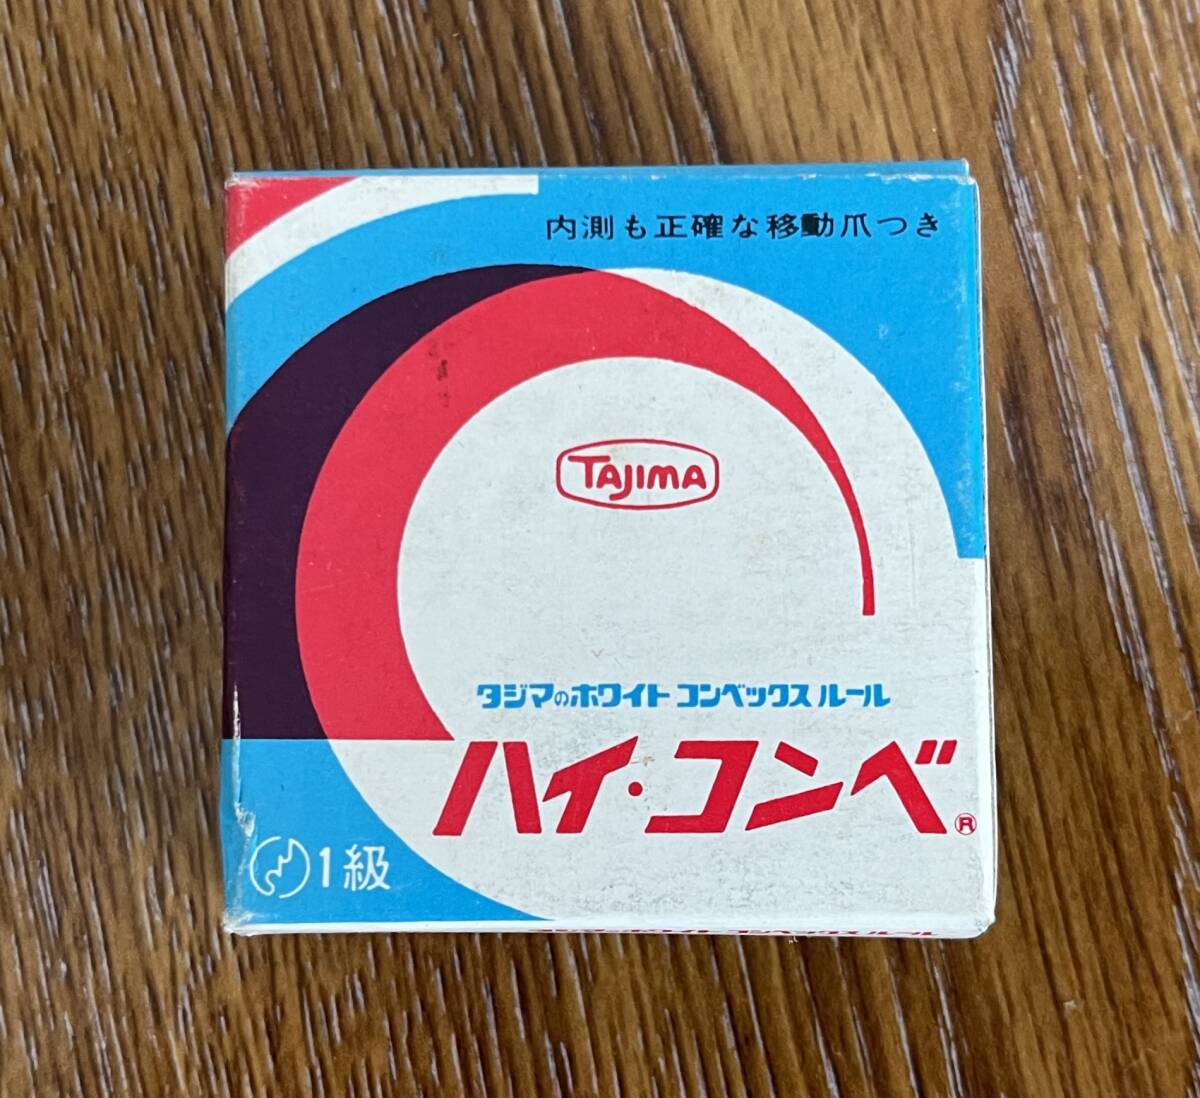 内測も正確な移動爪つき
TAJIMA
タジマのホワイト コンベックス ルール
ハイ・コンベ®
1級